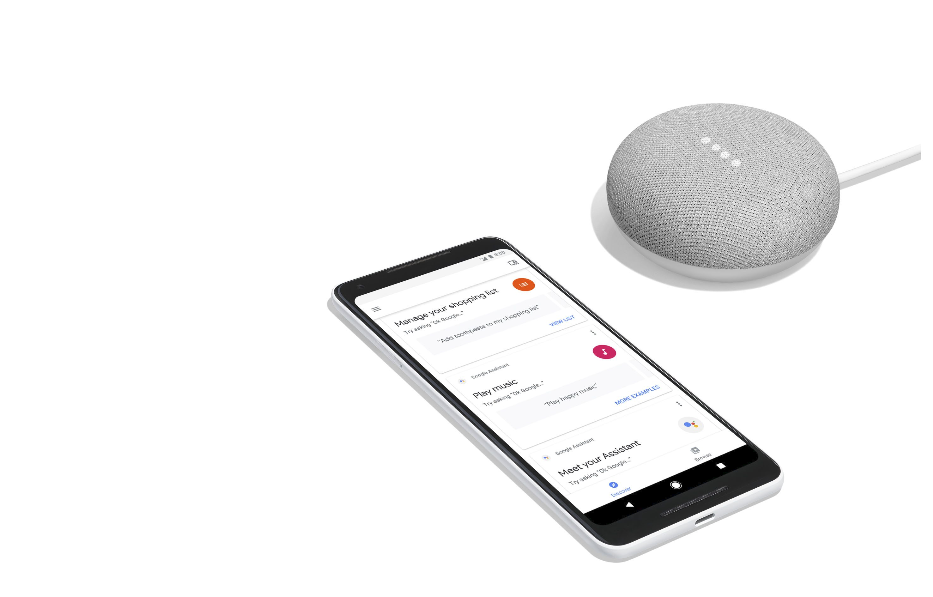 Manage your shopping list
Try asking "Ok Google..."
"Add toothpaste to my shopping list"
VIEW LIST
Google Assistant
Play music
Try asking "Ok Google..."
"Play happy music"
MORE EXAMPLES
Google Assistant
Meet your Assistant
Try asking "Ok Google..."
Discover
Browse